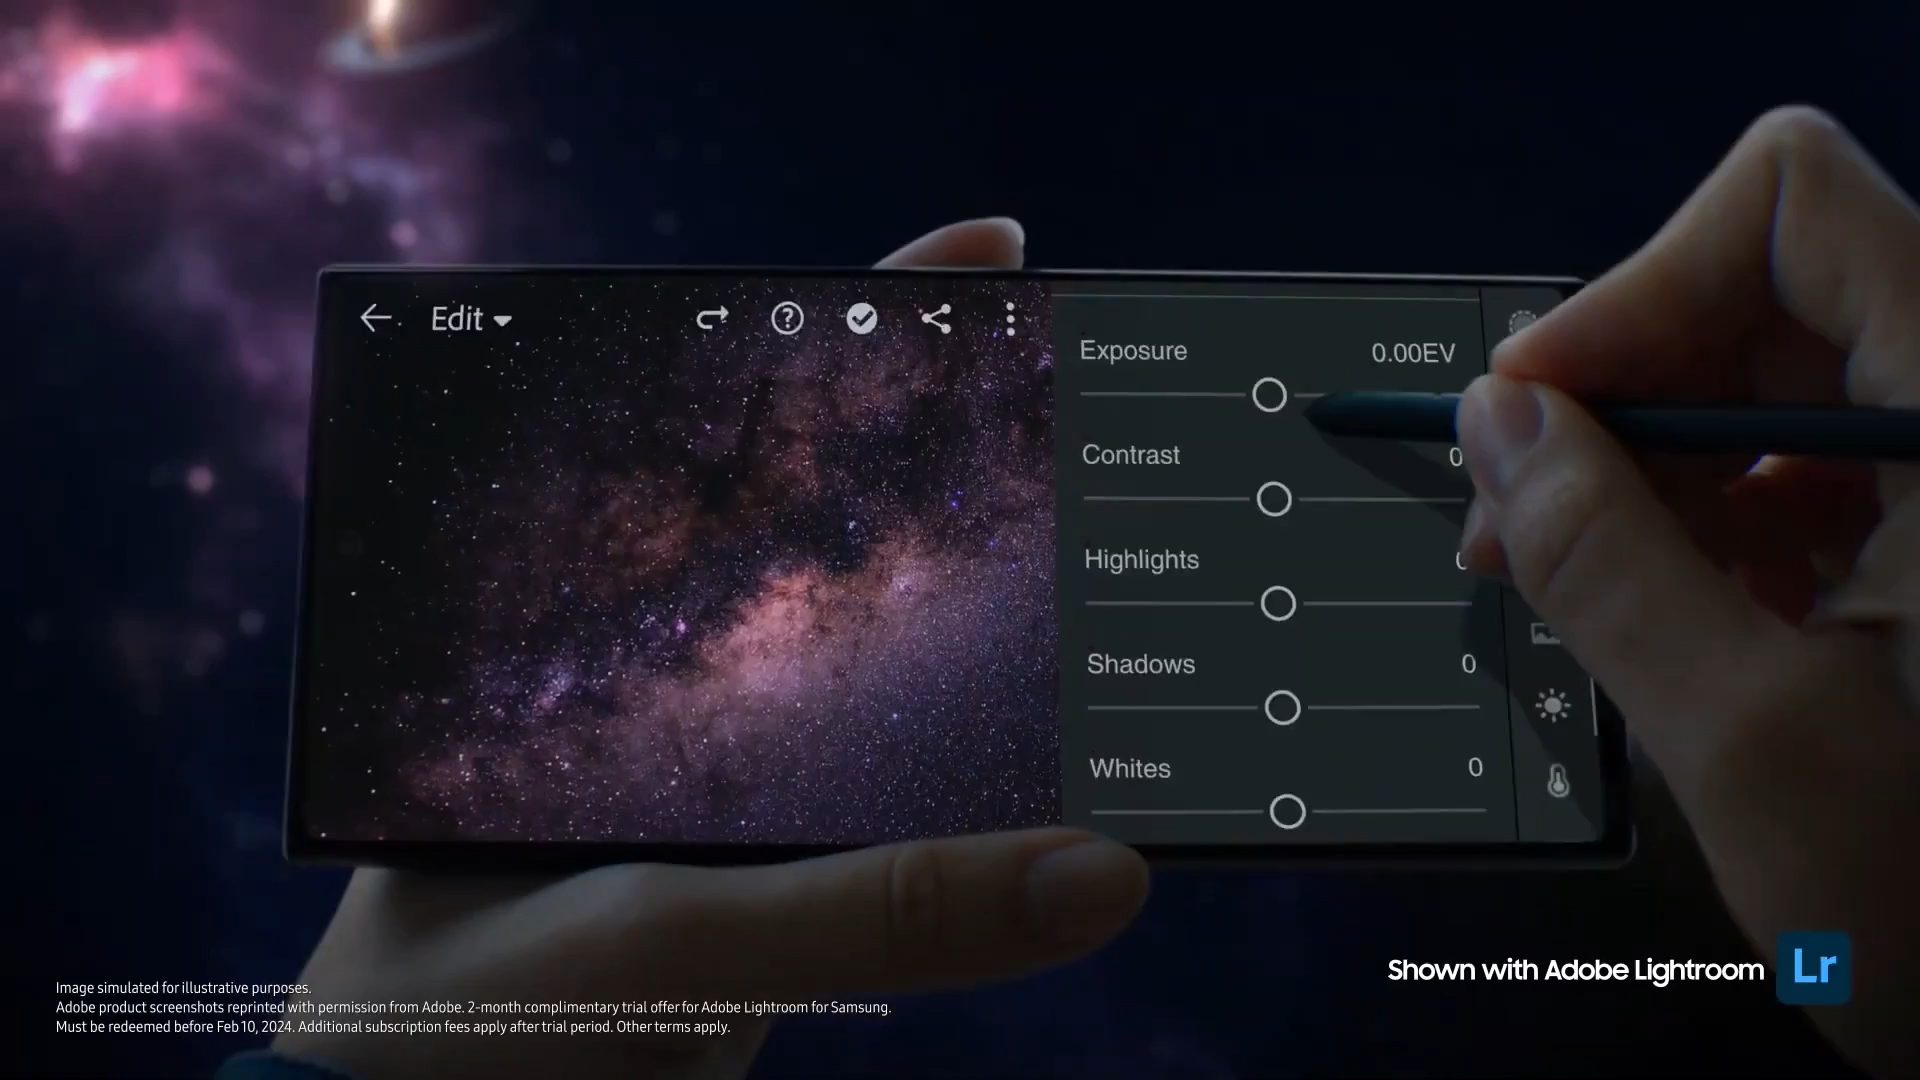 Edit
Exposure 0.00EV
Contrast 0
Highlights 0
Shadows 0
Whites 0
Shown with Adobe Lightroom Lr
Image simulated for illustrative purposes.
Adobe product screenshots reprinted with permission from Adobe. 2-month complimentary trial offer for Adobe Lightroom for Samsung.
Must be redeemed before Feb 10, 2024. Additional subscription fees apply after trial period. Other terms apply.